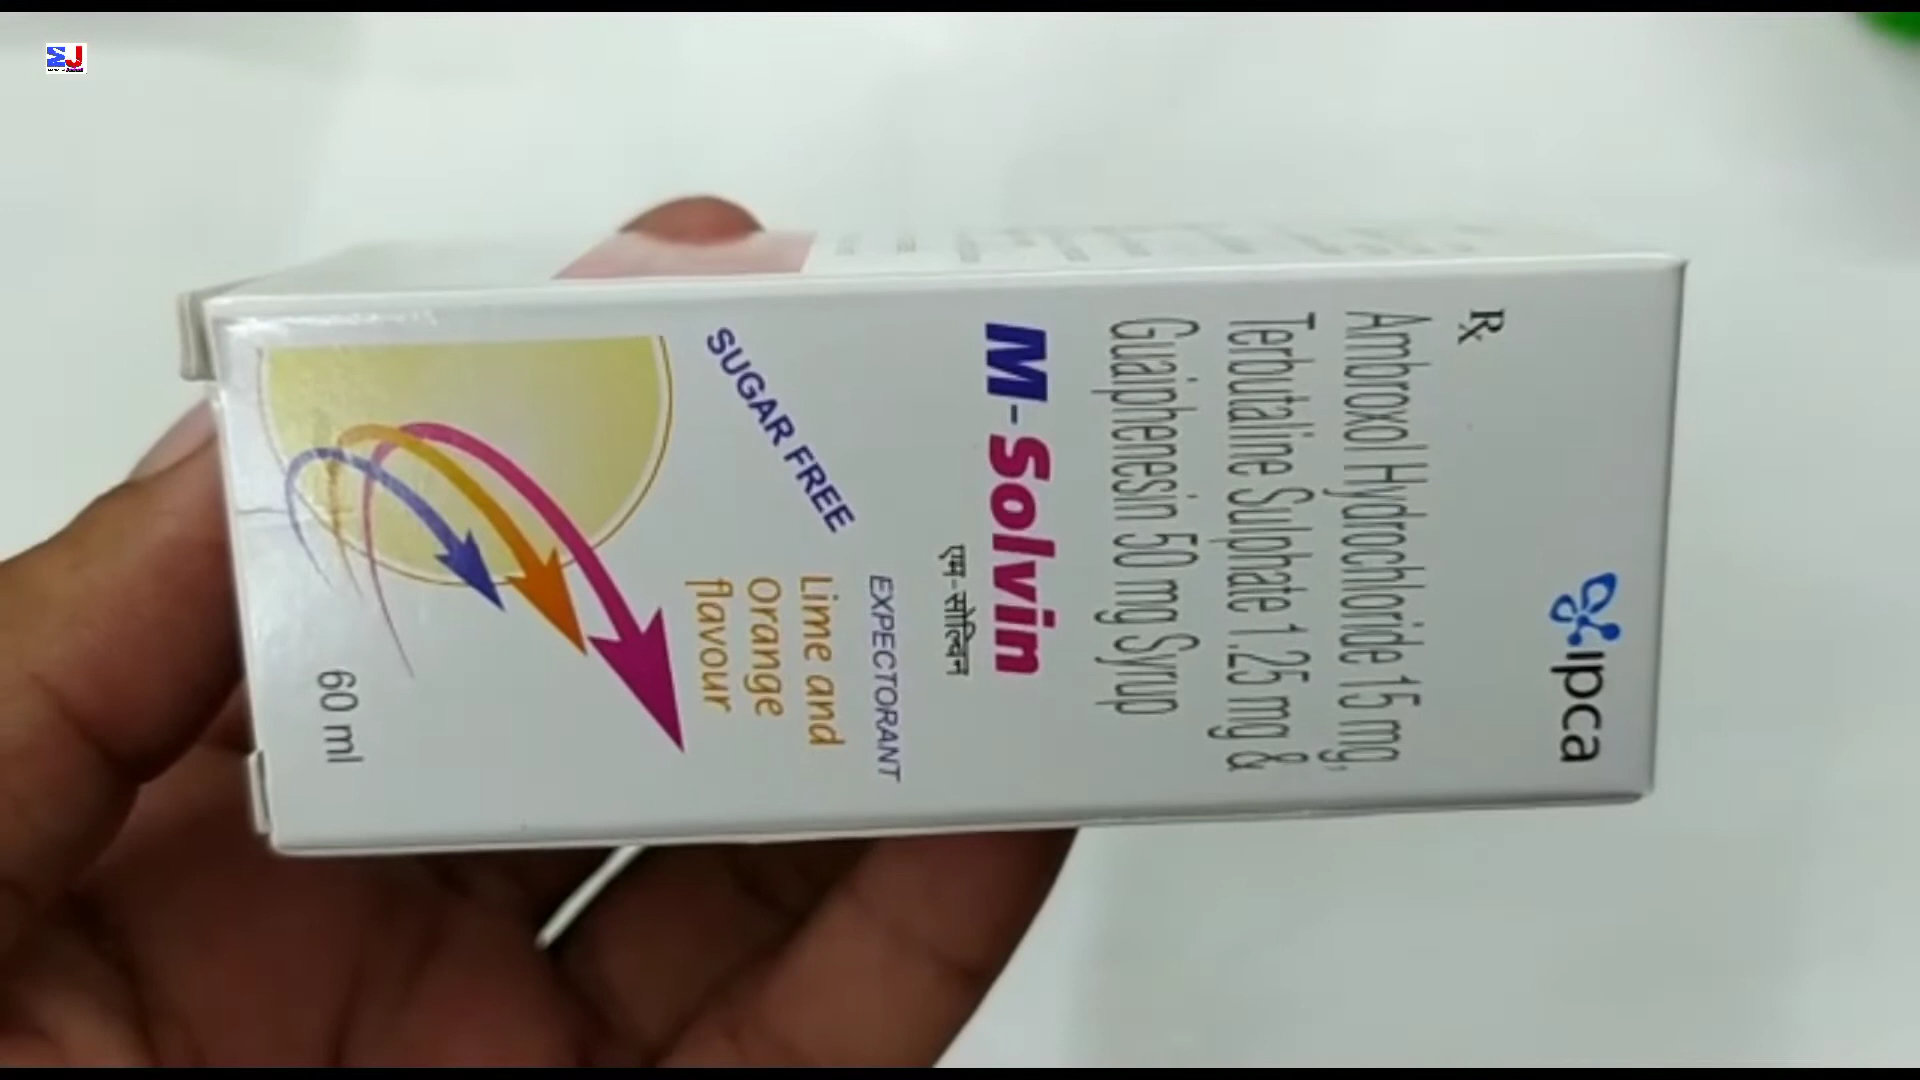 MJ
ipca
Rx
Ambroxol Hydrochloride 15 mg,
Terbutaline Sulphate 1.25 mg &
Guaiphenesin 50 mg Syrup
M-Solvin
एम-सोल्विन
EXPECTORANT
SUGAR FREE
Lime and
Orange
flavour
60 ml